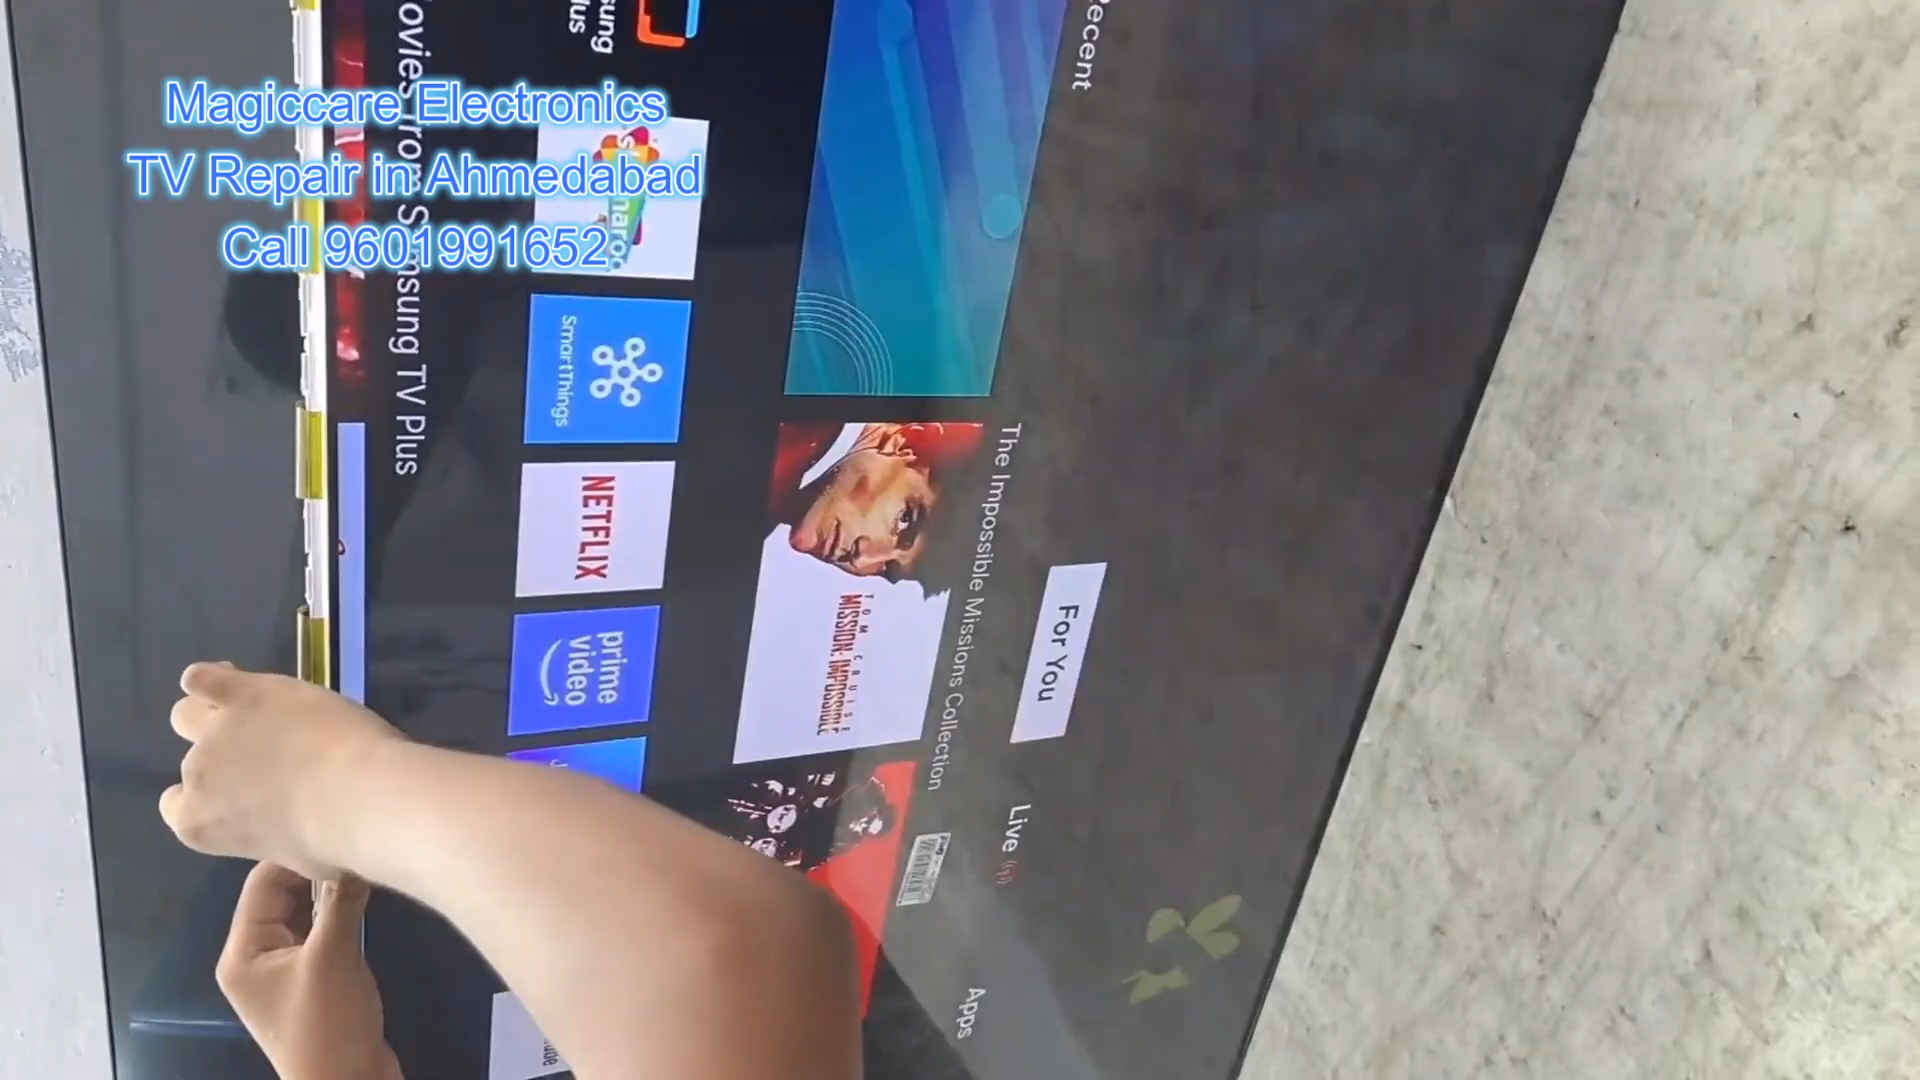 Magiccare Electronics
TV Repair in Ahmedabad
Call 9601991652
For You
Live
Apps
Recent
The Impossible Missions Collection
TOM CRUISE
MISSION: IMPOSSIBLE
SmartThings
NETFLIX
prime
video
Movies from Samsung TV Plus